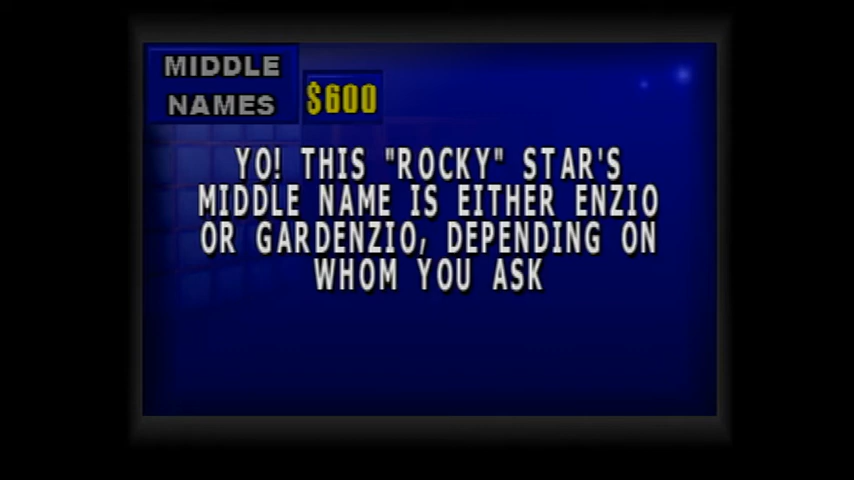 MIDDLE
NAMES
$600
YO! THIS "ROCKY" STAR'S
MIDDLE NAME IS EITHER ENZIO
OR GARDENZIO, DEPENDING ON
WHOM YOU ASK